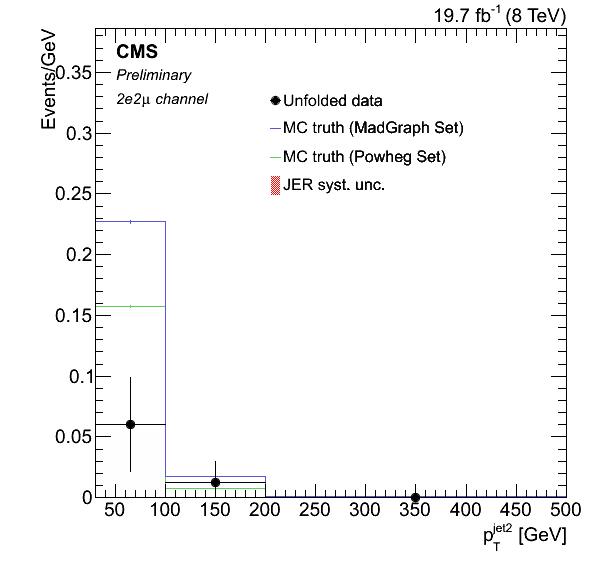 19.7 fb⁻¹ (8 TeV)
Events/GeV
CMS
Preliminary
2e2μ channel
Unfolded data
MC truth (MadGraph Set)
MC truth (Powheg Set)
JER syst. unc.
0.35
0.3
0.25
0.2
0.15
0.1
0.05
0
50 100 150 200 250 300 350 400 450 500
p_T^jet2 [GeV]